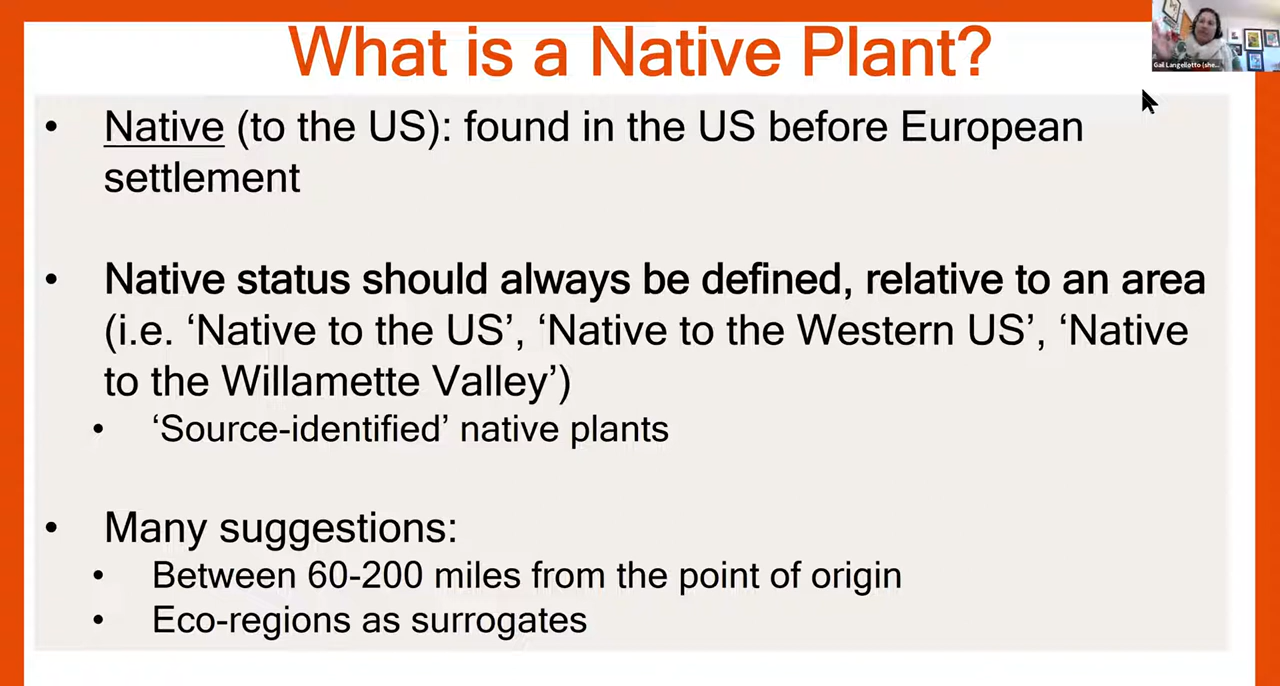 What is a Native Plant?
Gail Langellotto (she...
• Native (to the US): found in the US before European
settlement
• Native status should always be defined, relative to an area
(i.e. ‘Native to the US’, ‘Native to the Western US’, ‘Native
to the Willamette Valley’)
• ‘Source-identified’ native plants
• Many suggestions:
• Between 60-200 miles from the point of origin
• Eco-regions as surrogates